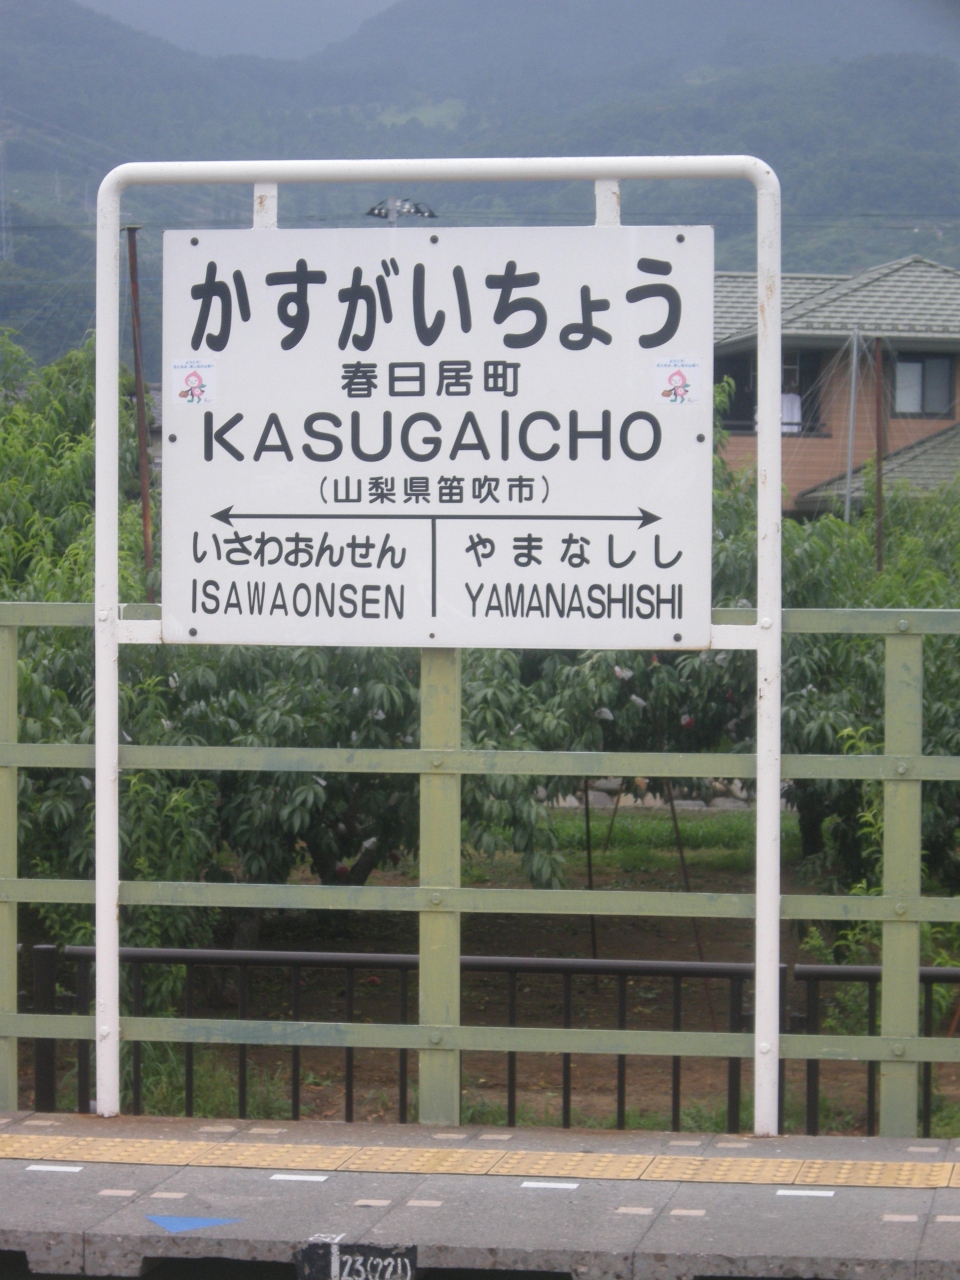 かすがいちょう
春日居町
KASUGAICHO
(山梨県笛吹市)
いさわおんせん やまなしし
ISAWAONSEN YAMANASHISHI
23(221)